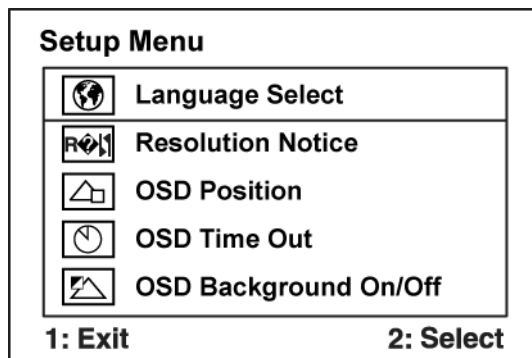 Setup Menu
Language Select
Resolution Notice
OSD Position
OSD Time Out
OSD Background On/Off
1: Exit 2: Select